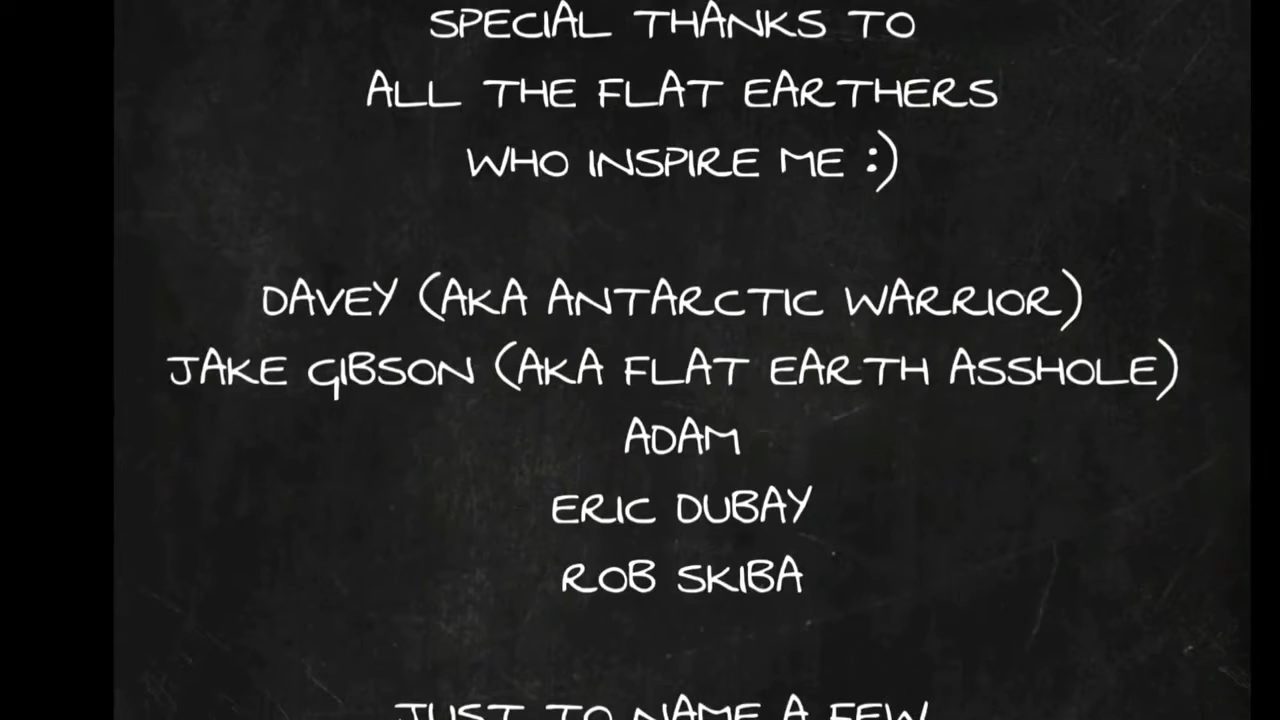 SPECIAL THANKS TO
ALL THE FLAT EARTHERS
WHO INSPIRE ME :)
DAVEY (AKA ANTARCTIC WARRIOR)
JAKE GIBSON (AKA FLAT EARTH ASSHOLE)
ADAM
ERIC DUBAY
ROB SKIBA
JUST TO NAME A FEW